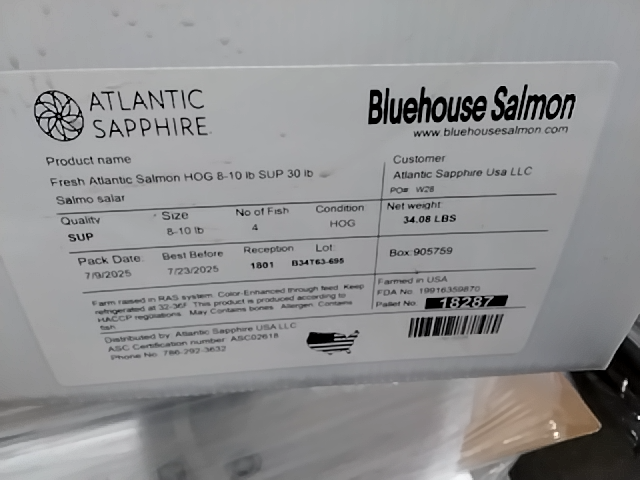 ATLANTIC
SAPPHIRE
Bluehouse Salmon
www.bluehousesalmon.com
Product name
Fresh Atlantic Salmon HOG 8-10 lb SUP 30 lb
Salmo salar
Customer
Atlantic Sapphire Usa LLC
PO# W28
Quality Size No of Fish Condition
SUP 8-10 lb 4 HOG
Net weight:
34.08 LBS
Pack Date Best Before Reception Lot
7/9/2025 7/23/2025 1801 B34T63-695
Box: 905759
Farm raised in RAS system. Color-Enhanced through feed. Keep
refrigerated at 32-36F. This product is produced according to
HACCP regulations. May Contains bones. Allergen: Contains
fish
Farmed in USA
FDA No. 19916359870
Pallet No. 18287
Distributed by Atlantic Sapphire USA LLC
ASC Certification number: ASC02618
Phone No 786-292-3632